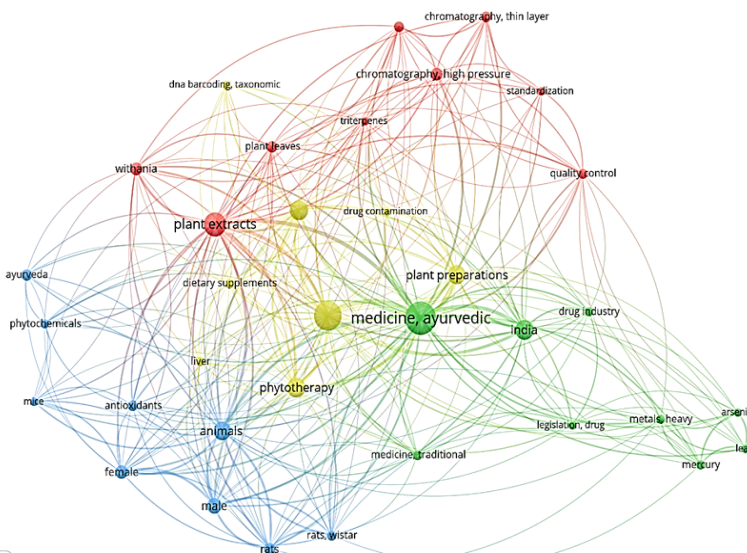 chromatography, thin layer
chromatography, high pressure
dna barcoding, taxonomic
standardization
triterpenes
plant leaves
withania
quality control
drug contamination
plant extracts
ayurveda
plant preparations
dietary supplements
drug industry
medicine, ayurvedic
phytochemicals
india
liver
phytotherapy
mice
antioxidants
arseni
metals, heavy
legislation, drug
animals
lea
medicine, traditional
mercury
female
male
rats, wistar
rats